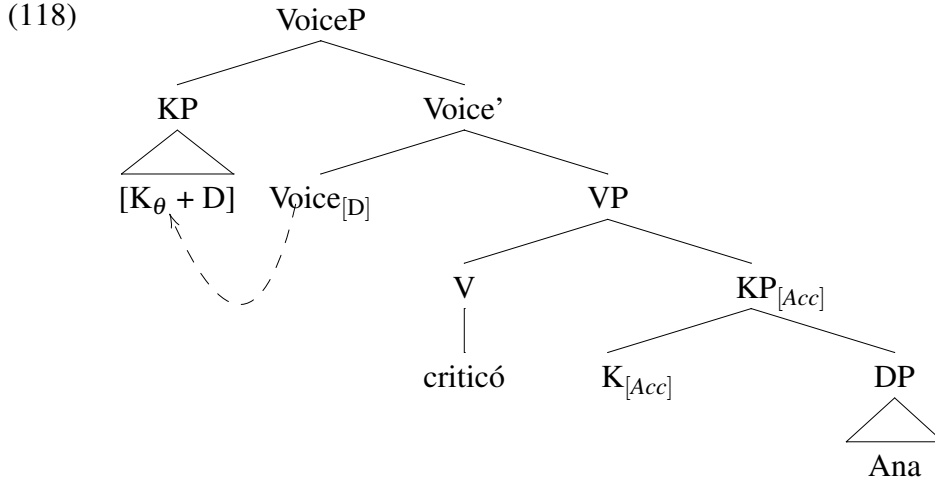 (118) VoiceP
KP Voice’
[Kθ + D] Voice[D] VP
V KP[Acc]
criticó K[Acc] DP
Ana